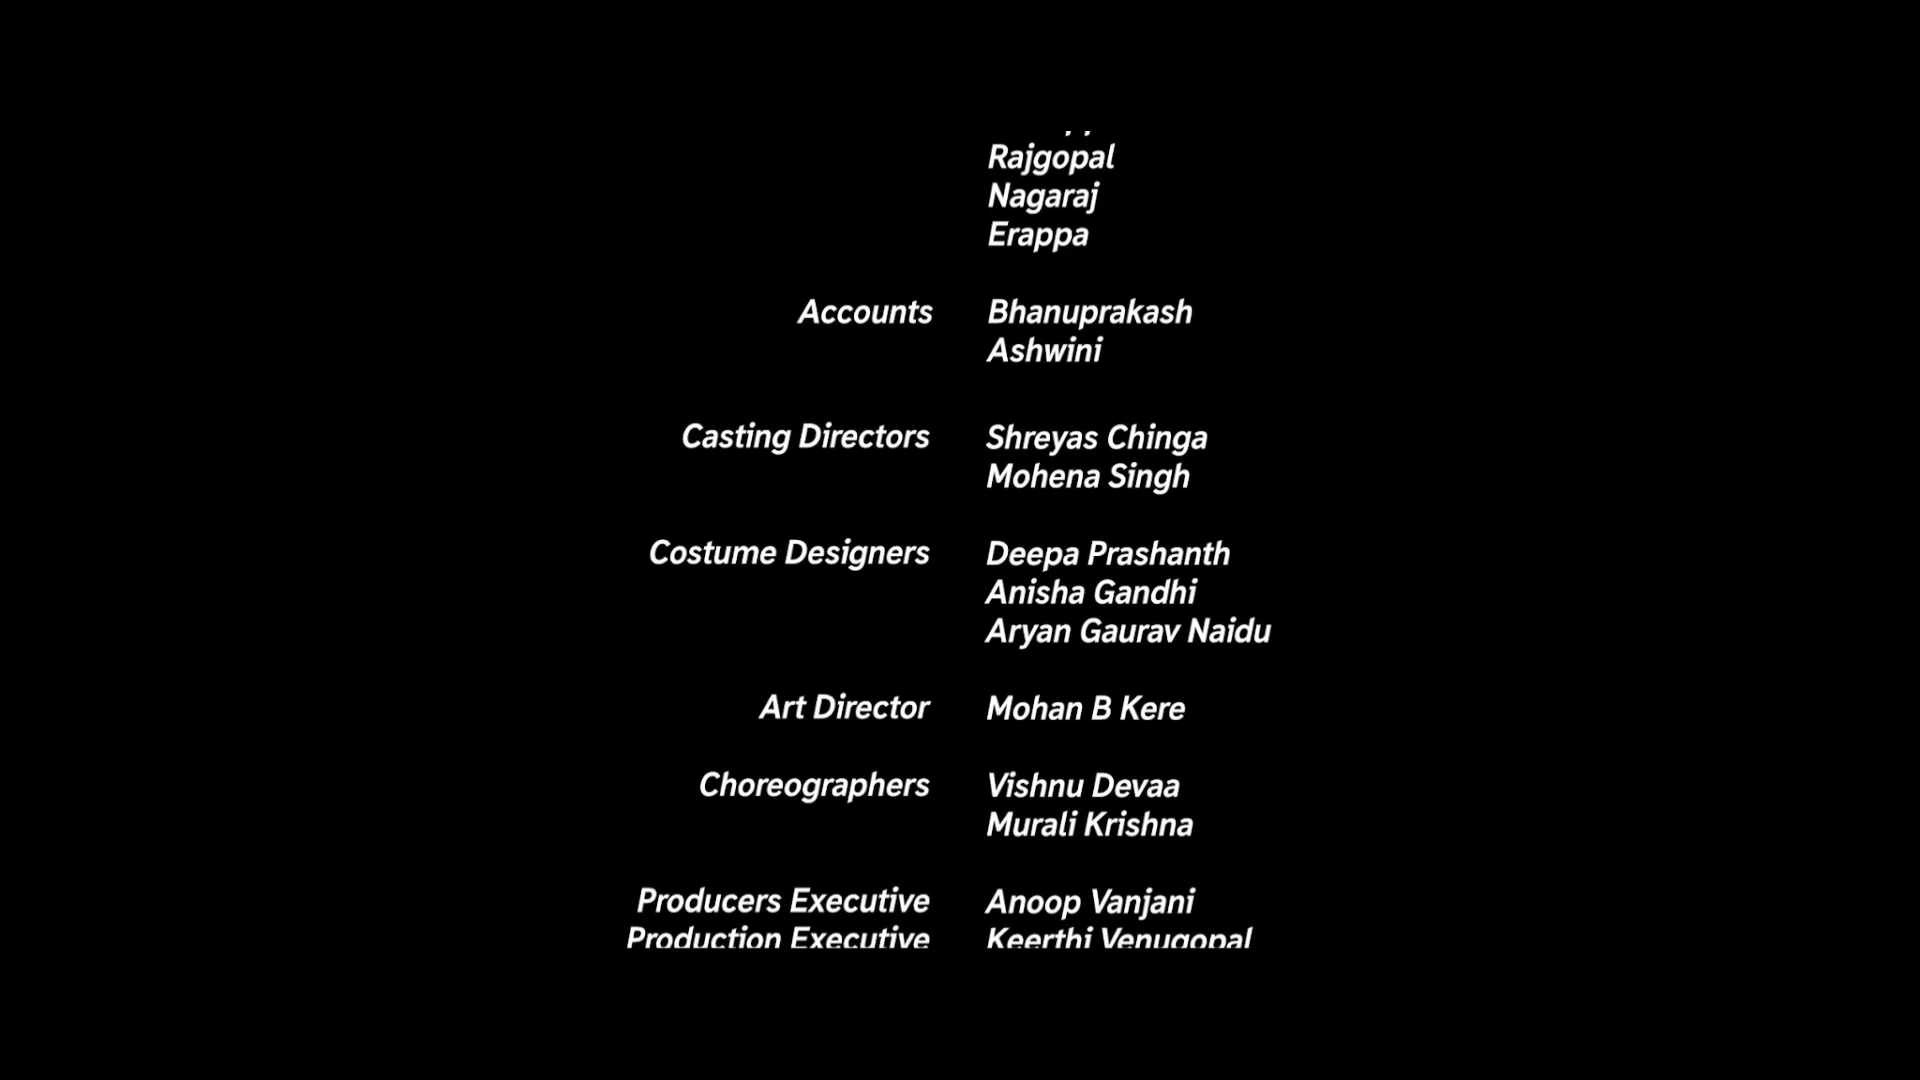 Rajgopal
Nagaraj
Erappa
Accounts Bhanuprakash
Ashwini
Casting Directors Shreyas Chinga
Mohena Singh
Costume Designers Deepa Prashanth
Anisha Gandhi
Aryan Gaurav Naidu
Art Director Mohan B Kere
Choreographers Vishnu Devaa
Murali Krishna
Producers Executive Anoop Vanjani
Production Executive Keerthi Venugopal